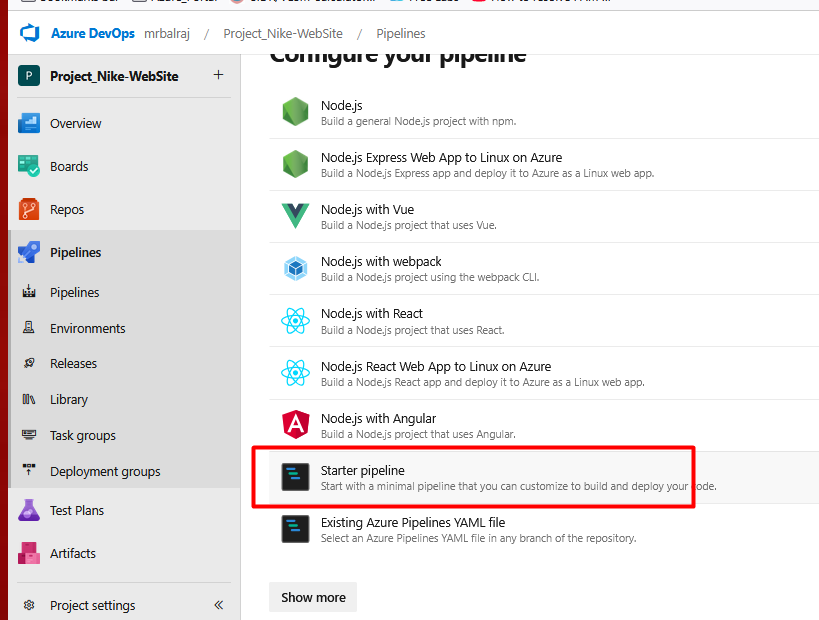 Azure DevOps mrbalraj / Project_Nike-WebSite / Pipelines
P Project_Nike-WebSite +
Overview
Boards
Repos
Pipelines
Pipelines
Environments
Releases
Library
Task groups
Deployment groups
Test Plans
Artifacts
Project settings «
Configure your pipeline
Node.js
Build a general Node.js project with npm.
Node.js Express Web App to Linux on Azure
Build a Node.js Express app and deploy it to Azure as a Linux web app.
Node.js with Vue
Build a Node.js project that uses Vue.
Node.js with webpack
Build a Node.js project using the webpack CLI.
Node.js with React
Build a Node.js project that uses React.
Node.js React Web App to Linux on Azure
Build a Node.js React app and deploy it to Azure as a Linux web app.
Node.js with Angular
Build a Node.js project that uses Angular.
Starter pipeline
Start with a minimal pipeline that you can customize to build and deploy your code.
Existing Azure Pipelines YAML file
Select an Azure Pipelines YAML file in any branch of the repository.
Show more